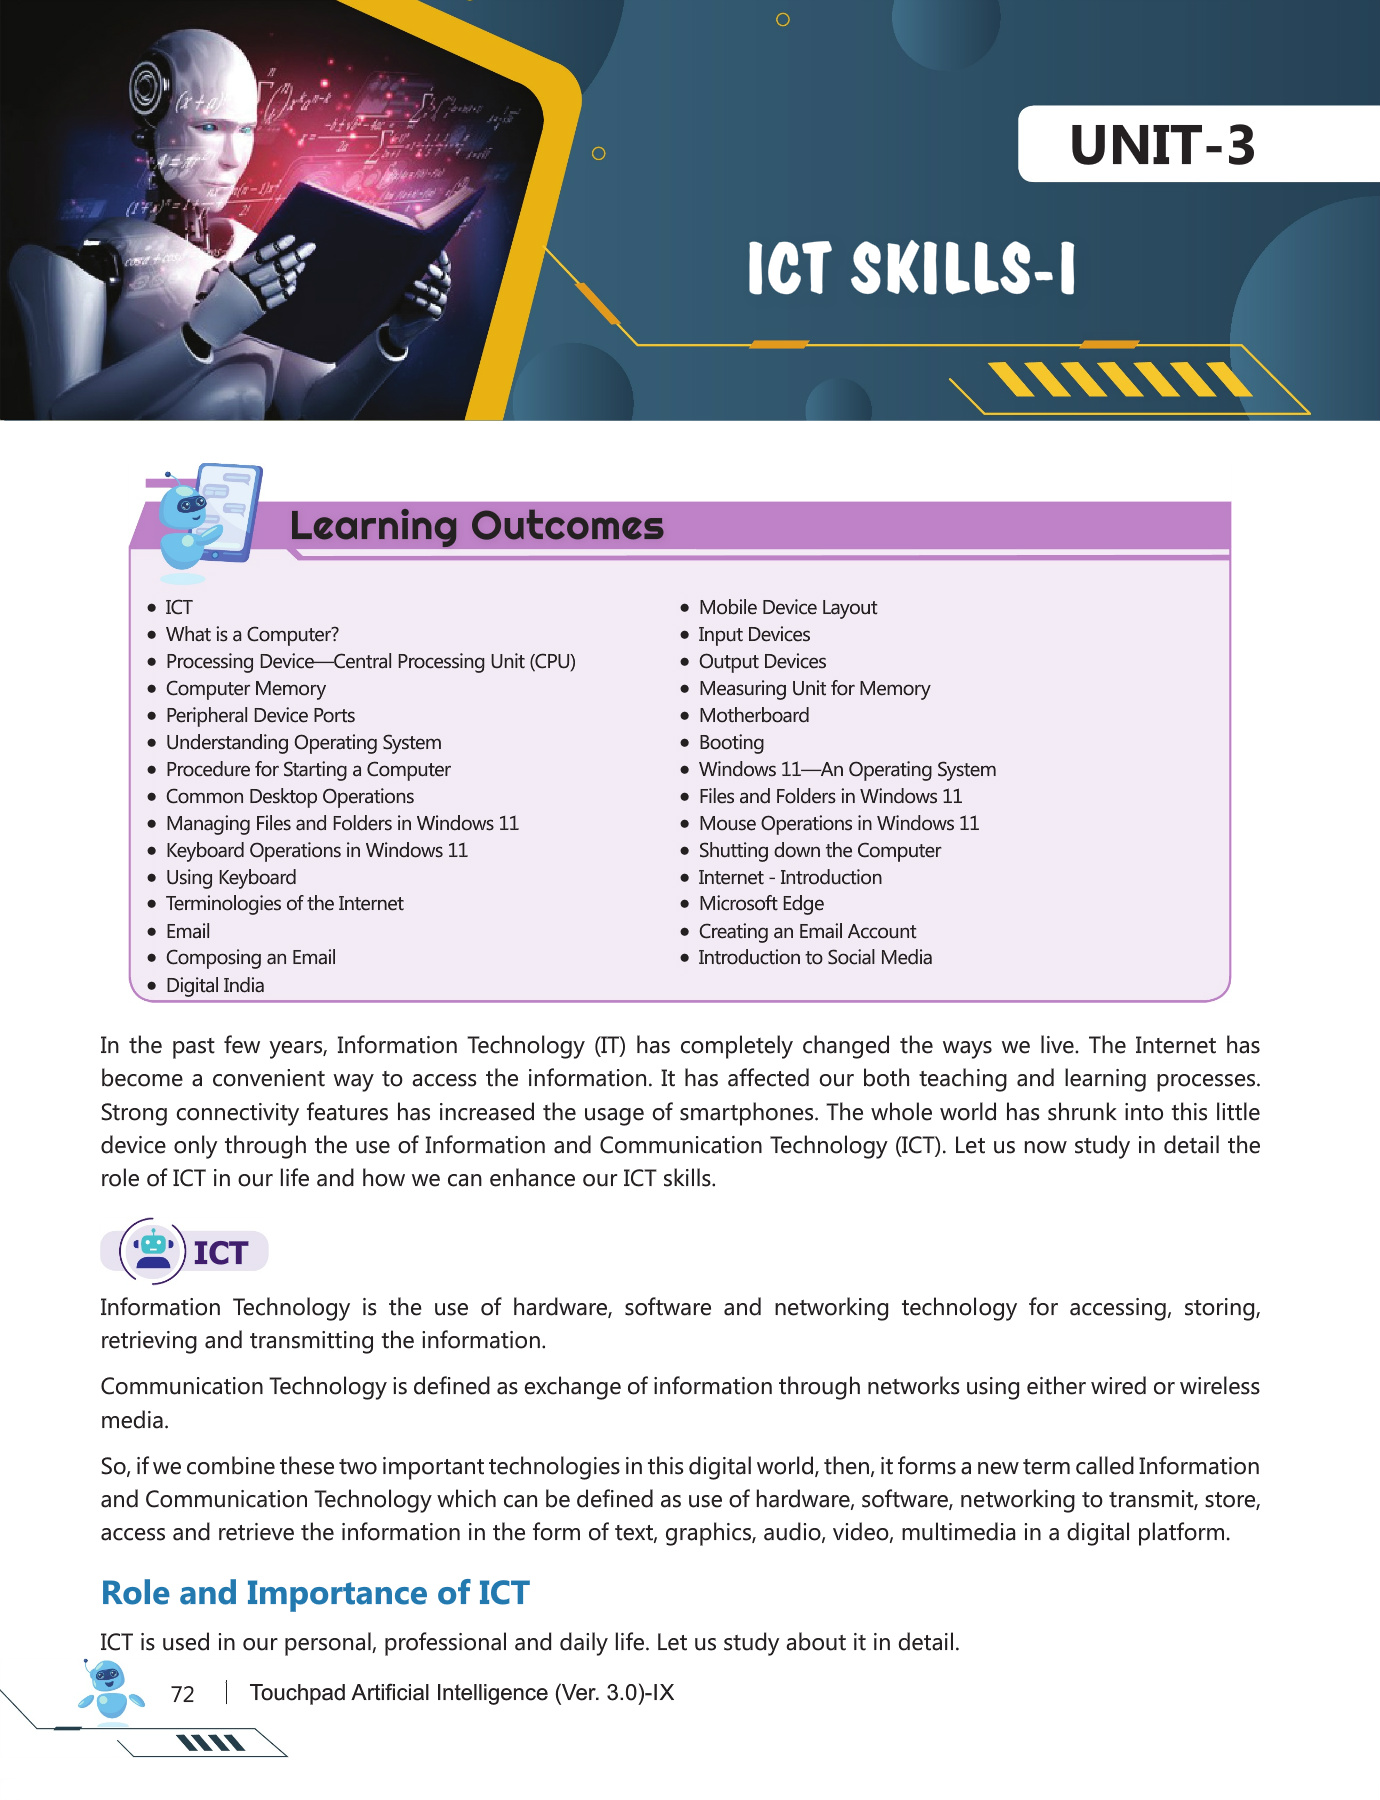 UNIT-3
ICT SKILLS-I
Learning Outcomes
• ICT
• What is a Computer?
• Processing Device—Central Processing Unit (CPU)
• Computer Memory
• Peripheral Device Ports
• Understanding Operating System
• Procedure for Starting a Computer
• Common Desktop Operations
• Managing Files and Folders in Windows 11
• Keyboard Operations in Windows 11
• Using Keyboard
• Terminologies of the Internet
• Email
• Composing an Email
• Digital India
• Mobile Device Layout
• Input Devices
• Output Devices
• Measuring Unit for Memory
• Motherboard
• Booting
• Windows 11—An Operating System
• Files and Folders in Windows 11
• Mouse Operations in Windows 11
• Shutting down the Computer
• Internet - Introduction
• Microsoft Edge
• Creating an Email Account
• Introduction to Social Media
In the past few years, Information Technology (IT) has completely changed the ways we live. The Internet has
become a convenient way to access the information. It has affected our both teaching and learning processes.
Strong connectivity features has increased the usage of smartphones. The whole world has shrunk into this little
device only through the use of Information and Communication Technology (ICT). Let us now study in detail the
role of ICT in our life and how we can enhance our ICT skills.
ICT
Information Technology is the use of hardware, software and networking technology for accessing, storing,
retrieving and transmitting the information.
Communication Technology is defined as exchange of information through networks using either wired or wireless
media.
So, if we combine these two important technologies in this digital world, then, it forms a new term called Information
and Communication Technology which can be defined as use of hardware, software, networking to transmit, store,
access and retrieve the information in the form of text, graphics, audio, video, multimedia in a digital platform.
Role and Importance of ICT
ICT is used in our personal, professional and daily life. Let us study about it in detail.
72 | Touchpad Artificial Intelligence (Ver. 3.0)-IX